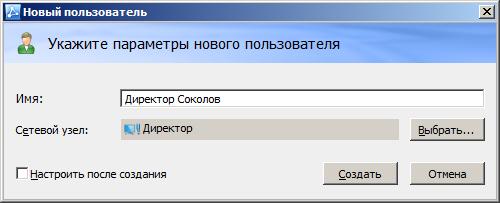 Новый пользователь
Укажите параметры нового пользователя
Имя:
Директор Соколов
Сетевой узел:
Директор
Выбрать...
Настроить после создания
Создать
Отмена